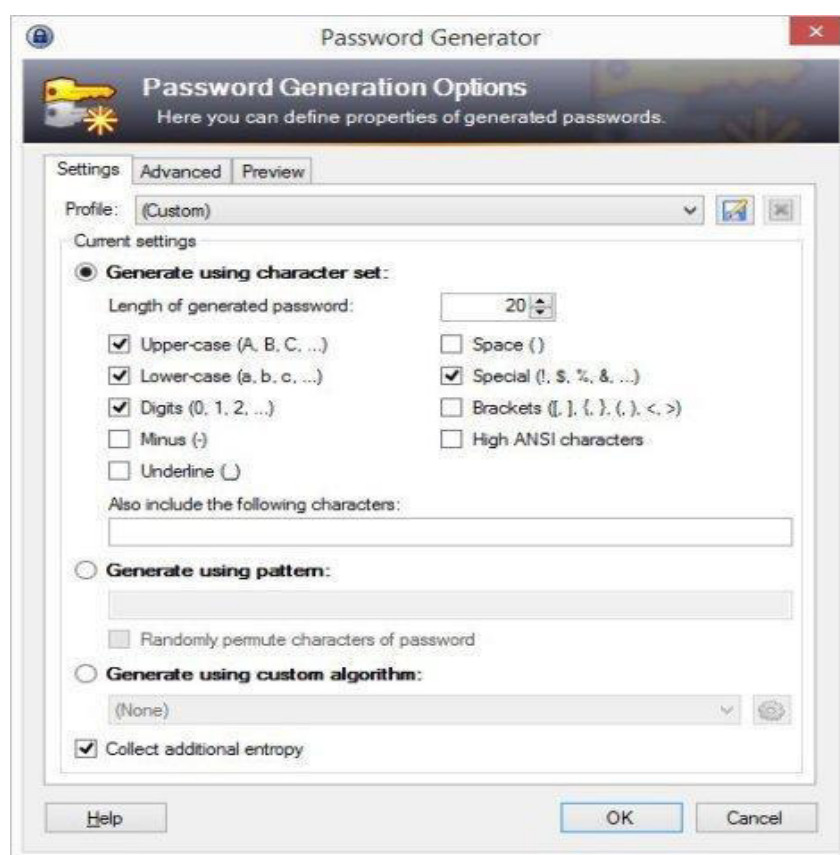 Password Generator
Password Generation Options
Here you can define properties of generated passwords.
Settings Advanced Preview
Profile: (Custom)
Current settings
Generate using character set:
Length of generated password: 20
Upper-case (A, B, C, ...) Space ( )
Lower-case (a, b, c, ...) Special (!, $, %, &, ...)
Digits (0, 1, 2, ...) Brackets ([, ], {, }, (, ), <, >)
Minus (-) High ANSI characters
Underline (_)
Also include the following characters:
Generate using pattern:
Randomly permute characters of password
Generate using custom algorithm:
(None)
Collect additional entropy
Help OK Cancel